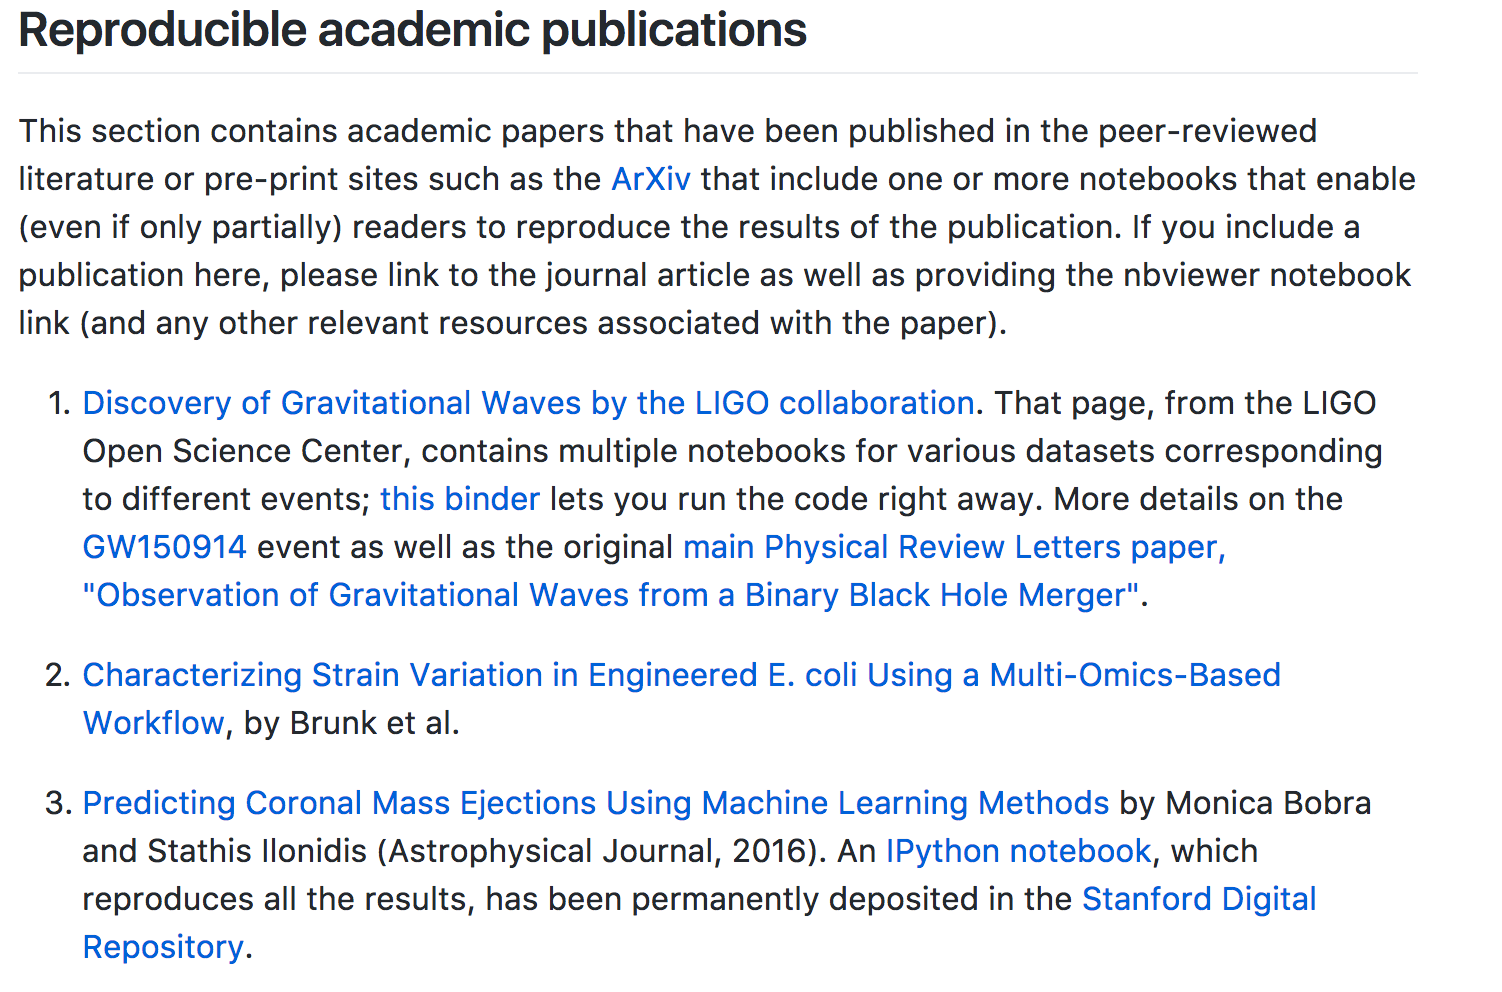 Reproducible academic publications
This section contains academic papers that have been published in the peer-reviewed
literature or pre-print sites such as the ArXiv that include one or more notebooks that enable
(even if only partially) readers to reproduce the results of the publication. If you include a
publication here, please link to the journal article as well as providing the nbviewer notebook
link (and any other relevant resources associated with the paper).
1. Discovery of Gravitational Waves by the LIGO collaboration. That page, from the LIGO
Open Science Center, contains multiple notebooks for various datasets corresponding
to different events; this binder lets you run the code right away. More details on the
GW150914 event as well as the original main Physical Review Letters paper,
"Observation of Gravitational Waves from a Binary Black Hole Merger".
2. Characterizing Strain Variation in Engineered E. coli Using a Multi-Omics-Based
Workflow, by Brunk et al.
3. Predicting Coronal Mass Ejections Using Machine Learning Methods by Monica Bobra
and Stathis Ilonidis (Astrophysical Journal, 2016). An IPython notebook, which
reproduces all the results, has been permanently deposited in the Stanford Digital
Repository.